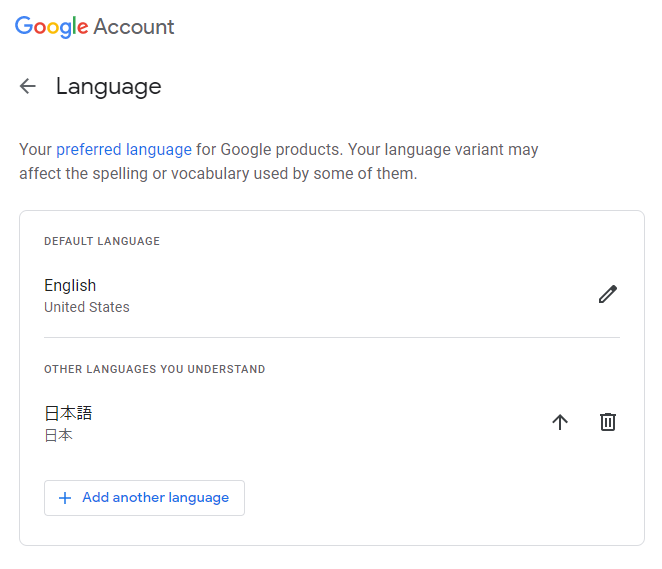 Google Account
Language
Your preferred language for Google products. Your language variant may
affect the spelling or vocabulary used by some of them.
DEFAULT LANGUAGE
English
United States
OTHER LANGUAGES YOU UNDERSTAND
日本語
日本
Add another language